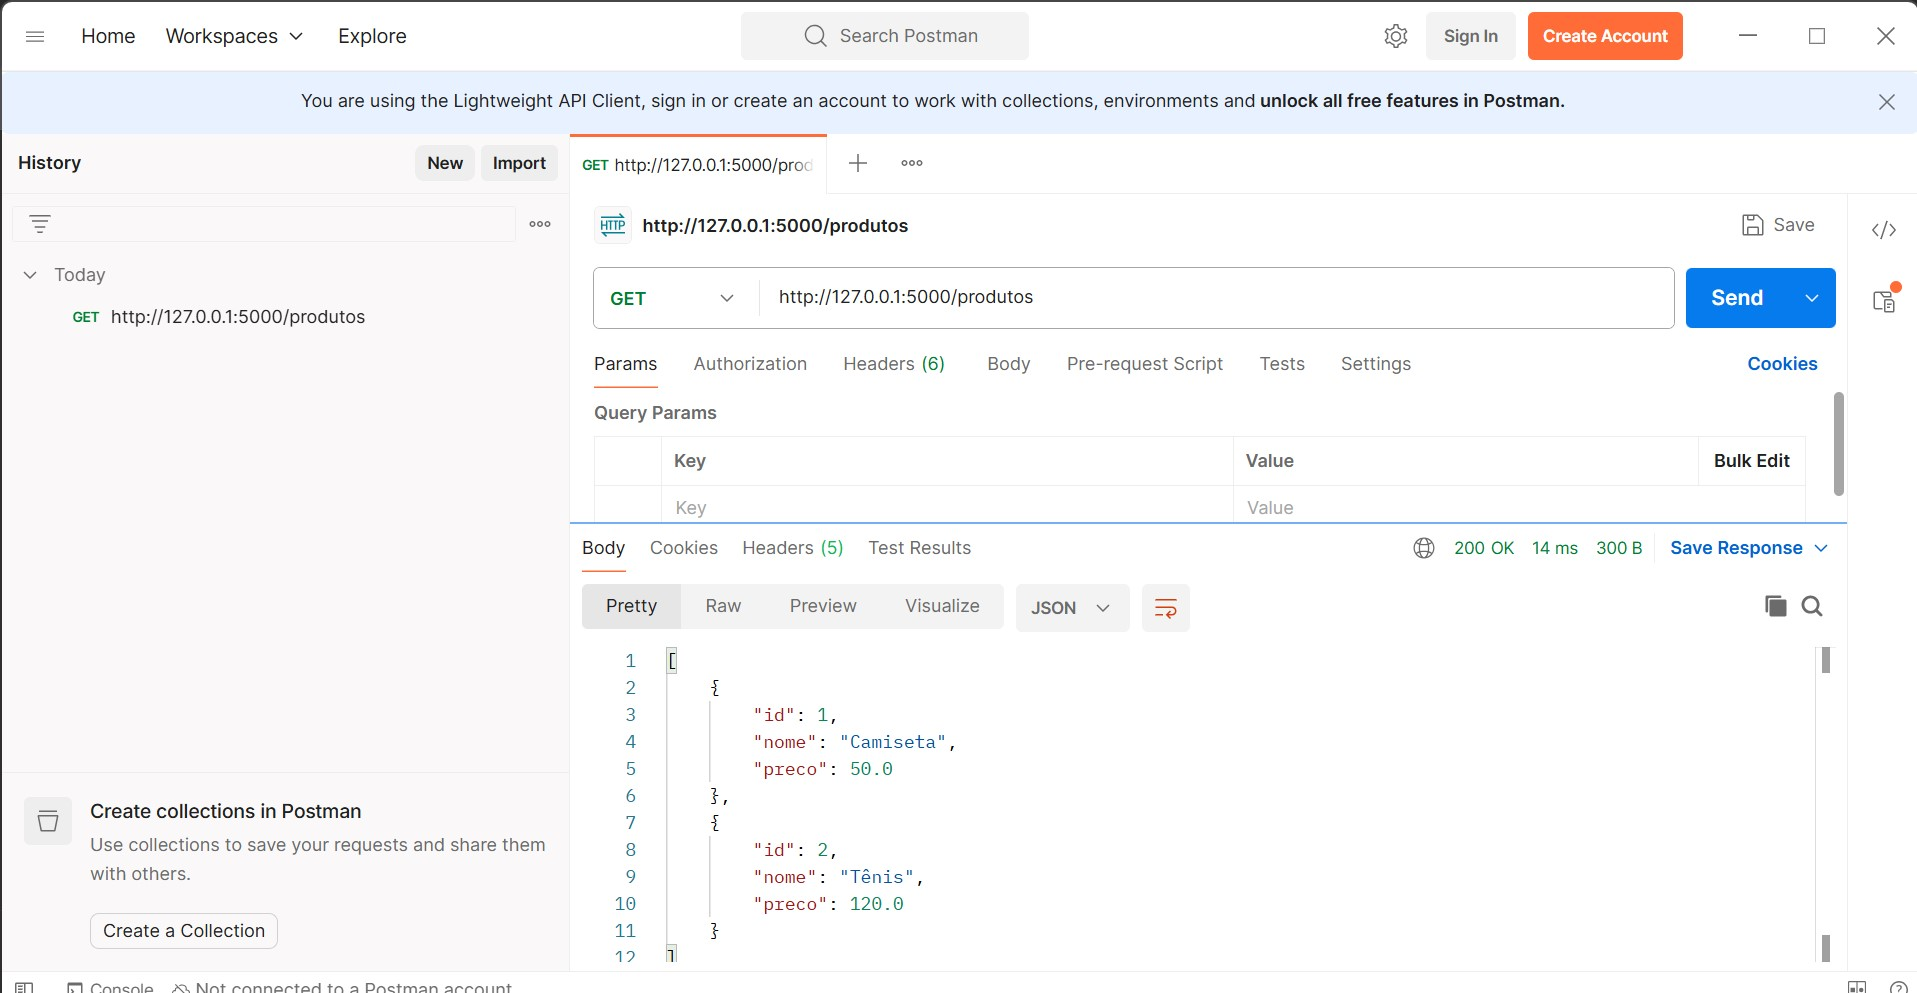 Home Workspaces Explore Search Postman Sign In Create Account
You are using the Lightweight API Client, sign in or create an account to work with collections, environments and unlock all free features in Postman.
History New Import
GET http://127.0.0.1:5000/prod
HTTP http://127.0.0.1:5000/produtos Save
Today
GET http://127.0.0.1:5000/produtos
GET http://127.0.0.1:5000/produtos Send
Params Authorization Headers (6) Body Pre-request Script Tests Settings Cookies
Query Params
Key Value Bulk Edit
Key Value
Body Cookies Headers (5) Test Results 200 OK 14 ms 300 B Save Response
Pretty Raw Preview Visualize JSON
1 [
2 {
3 "id": 1,
4 "nome": "Camiseta",
5 "preco": 50.0
6 },
7 {
8 "id": 2,
9 "nome": "Tênis",
10 "preco": 120.0
11 }
12 ]
Create collections in Postman
Use collections to save your requests and share them
with others.
Create a Collection
Console Not connected to a Postman account